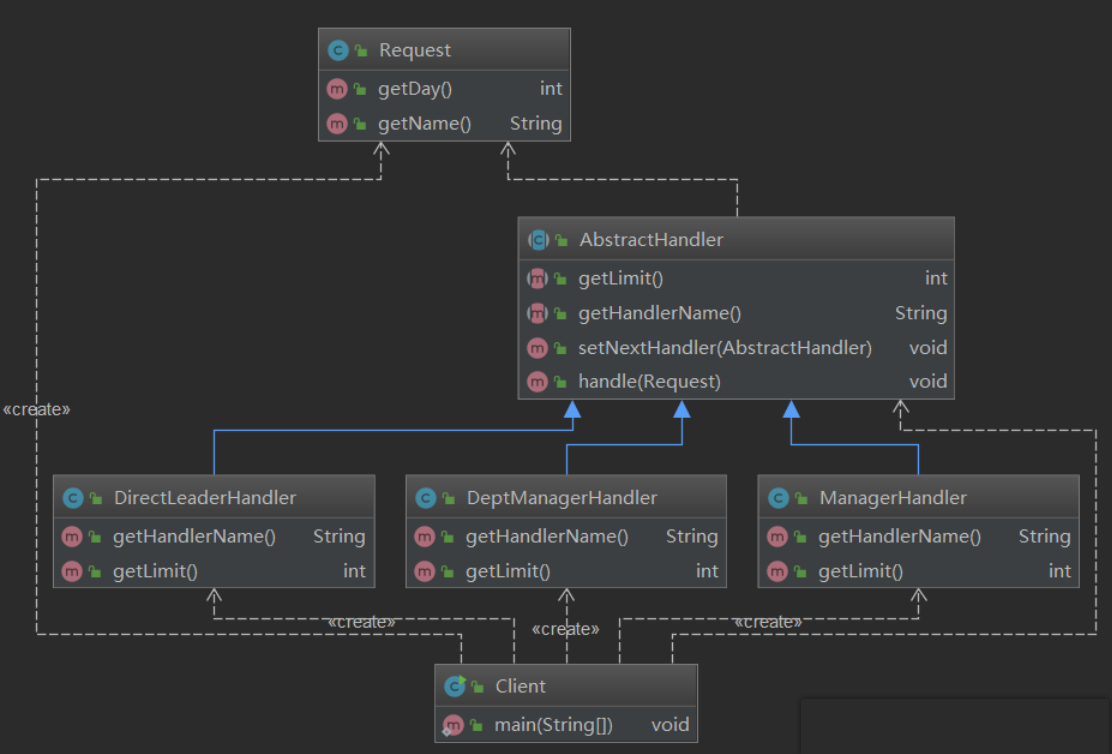 Request
getDay() int
getName() String
AbstractHandler
getLimit() int
getHandlerName() String
setNextHandler(AbstractHandler) void
handle(Request) void
«create»
DirectLeaderHandler
getHandlerName() String
getLimit() int
DeptManagerHandler
getHandlerName() String
getLimit() int
ManagerHandler
getHandlerName() String
getLimit() int
«create»
«create»
«create»
Client
main(String[]) void